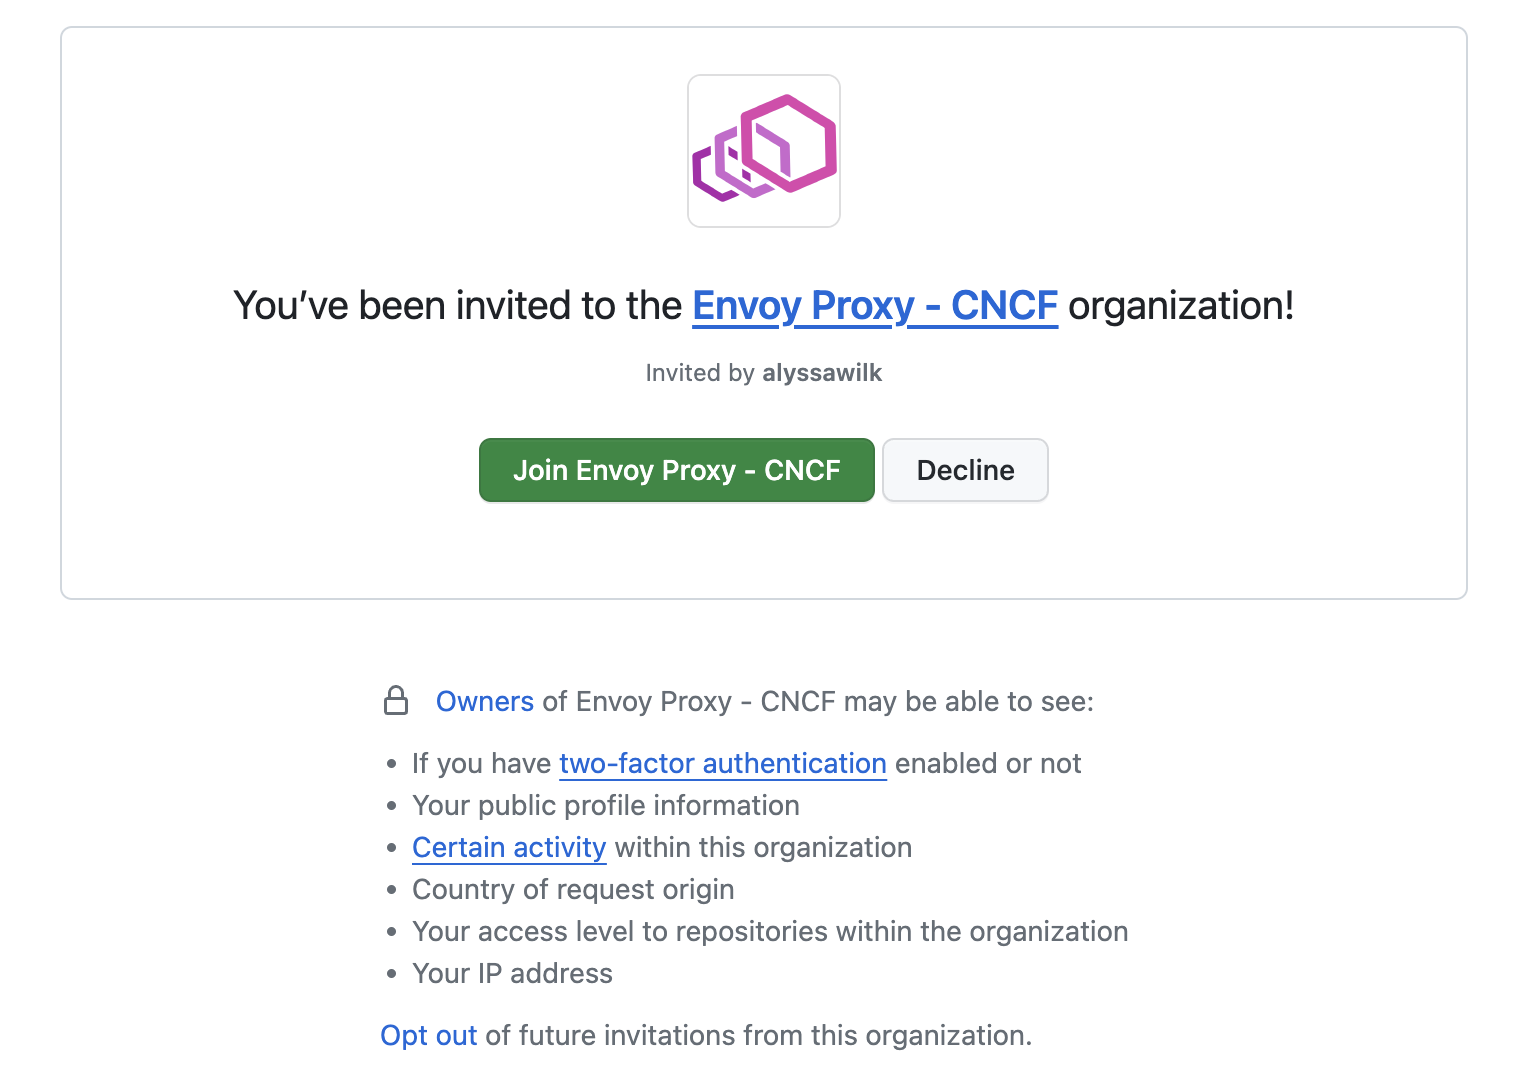 You’ve been invited to the Envoy Proxy - CNCF organization!
Invited by alyssawilk
Join Envoy Proxy - CNCF
Decline
Owners of Envoy Proxy - CNCF may be able to see:
• If you have two-factor authentication enabled or not
• Your public profile information
• Certain activity within this organization
• Country of request origin
• Your access level to repositories within the organization
• Your IP address
Opt out of future invitations from this organization.